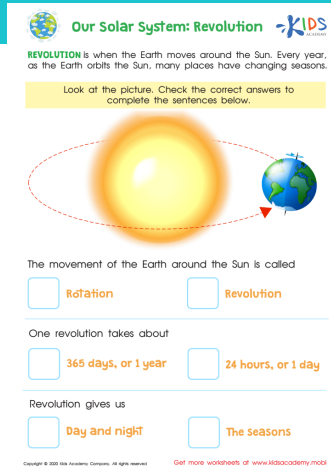 Our Solar System: Revolution
KIDS
ACADEMY
REVOLUTION is when the Earth moves around the Sun. Every year,
as the Earth orbits the Sun, many places have changing seasons.
Look at the picture. Check the correct answers to
complete the sentences below.
The movement of the Earth around the Sun is called
Rotation
Revolution
One revolution takes about
365 days, or 1 year
24 hours, or 1 day
Revolution gives us
Day and night
The seasons
Copyright © 2020 Kids Academy Company. All rights reserved
Get more worksheets at www.kidsacademy.mobi